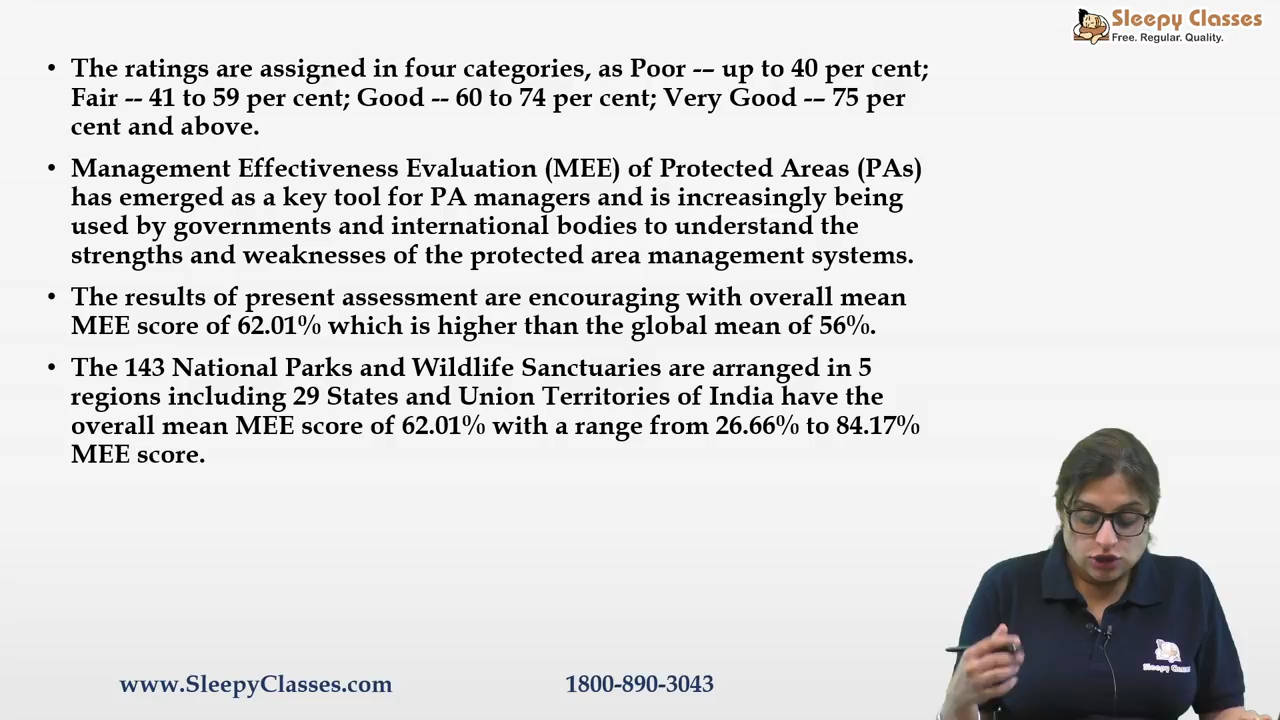 Sleepy Classes
Free. Regular. Quality.
• The ratings are assigned in four categories, as Poor -– up to 40 per cent;
Fair -- 41 to 59 per cent; Good -- 60 to 74 per cent; Very Good -– 75 per
cent and above.
• Management Effectiveness Evaluation (MEE) of Protected Areas (PAs)
has emerged as a key tool for PA managers and is increasingly being
used by governments and international bodies to understand the
strengths and weaknesses of the protected area management systems.
• The results of present assessment are encouraging with overall mean
MEE score of 62.01% which is higher than the global mean of 56%.
• The 143 National Parks and Wildlife Sanctuaries are arranged in 5
regions including 29 States and Union Territories of India have the
overall mean MEE score of 62.01% with a range from 26.66% to 84.17%
MEE score.
Sleepy Classes
www.SleepyClasses.com
1800-890-3043